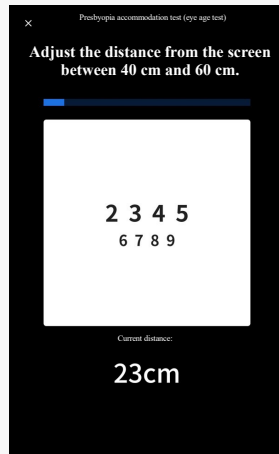 Presbyopia accommodation test (eye age test)
×
Adjust the distance from the screen
between 40 cm and 60 cm.
2 3 4 5
6 7 8 9
Current distance:
23cm